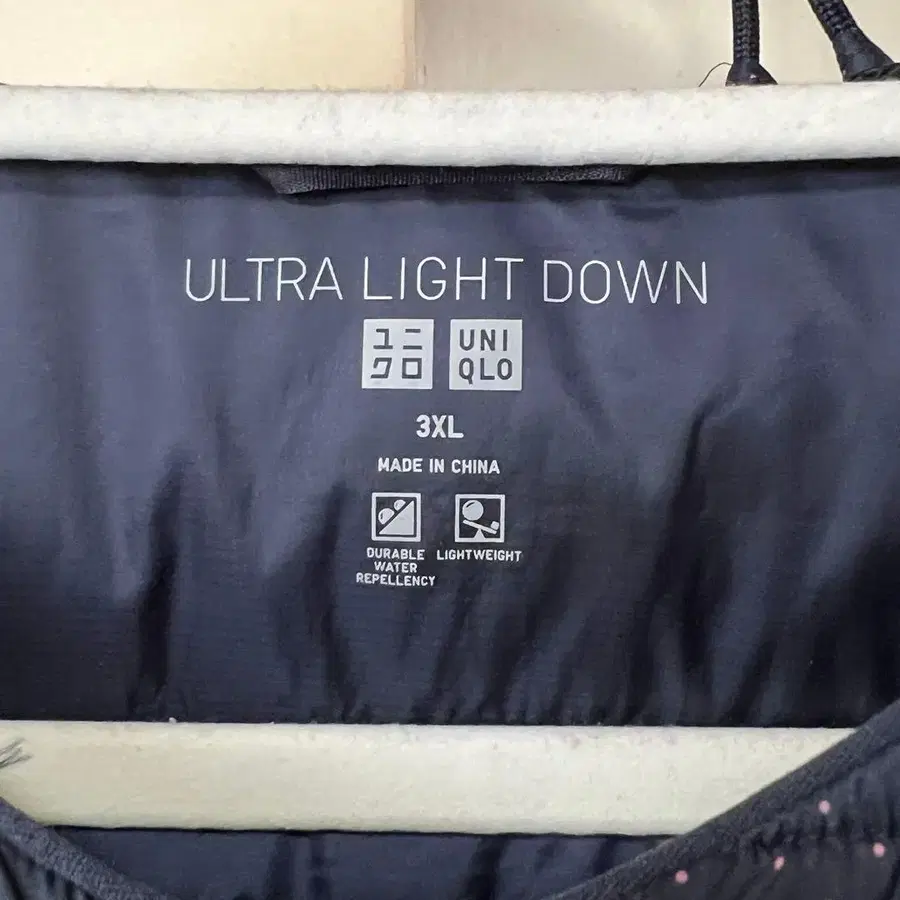 ULTRA LIGHT DOWN
ユニ UNI
クロ QLO
3XL
MADE IN CHINA
DURABLE WATER REPELLENCY
LIGHTWEIGHT